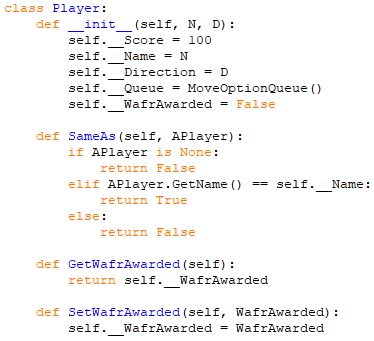 class Player:
    def __init__(self, N, D):
        self.__Score = 100
        self.__Name = N
        self.__Direction = D
        self.__Queue = MoveOptionQueue()
        self.__WafrAwarded = False

    def SameAs(self, APlayer):
        if APlayer is None:
            return False
        elif APlayer.GetName() == self.__Name:
            return True
        else:
            return False

    def GetWafrAwarded(self):
        return self.__WafrAwarded

    def SetWafrAwarded(self, WafrAwarded):
        self.__WafrAwarded = WafrAwarded